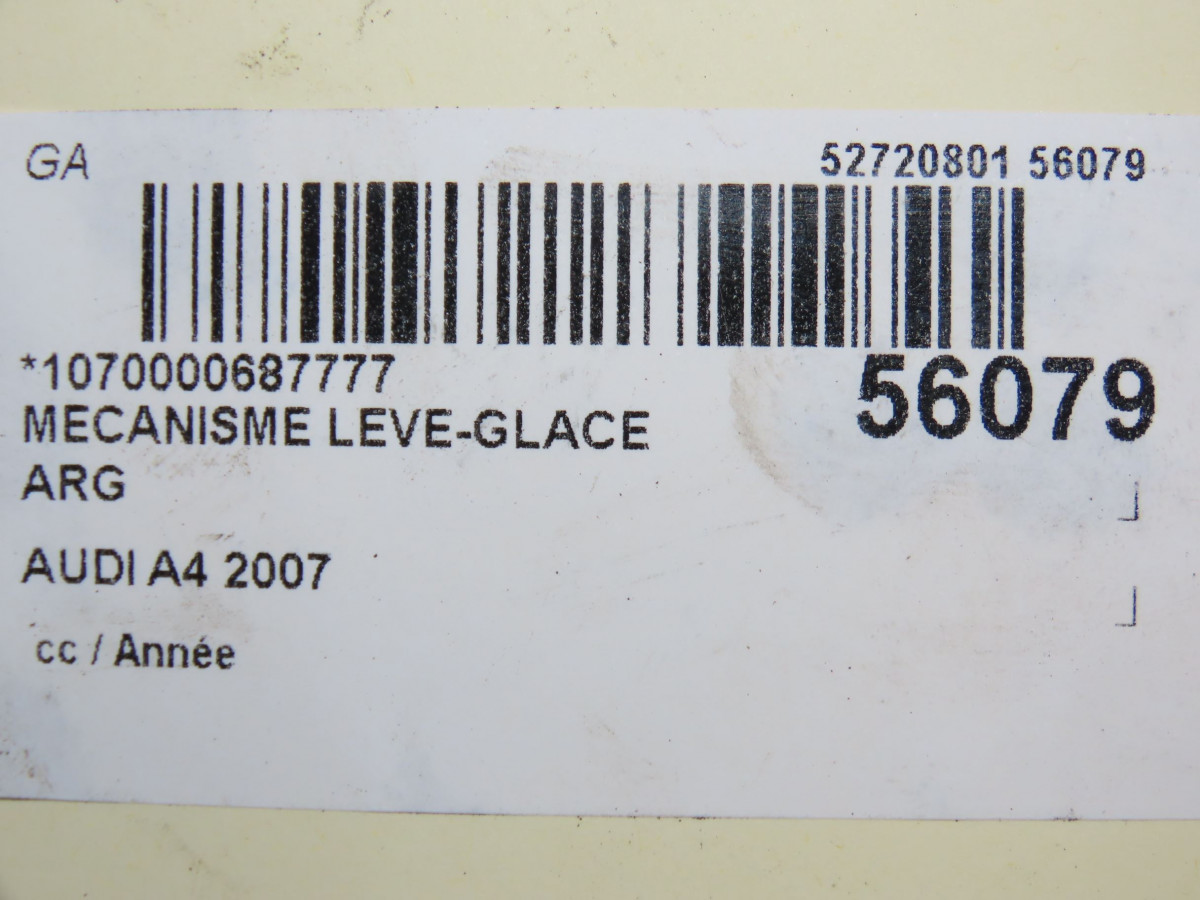 GA
52720801 56079
*1070000687777
56079
MECANISME LEVE-GLACE
ARG
AUDI A4 2007
cc / Année